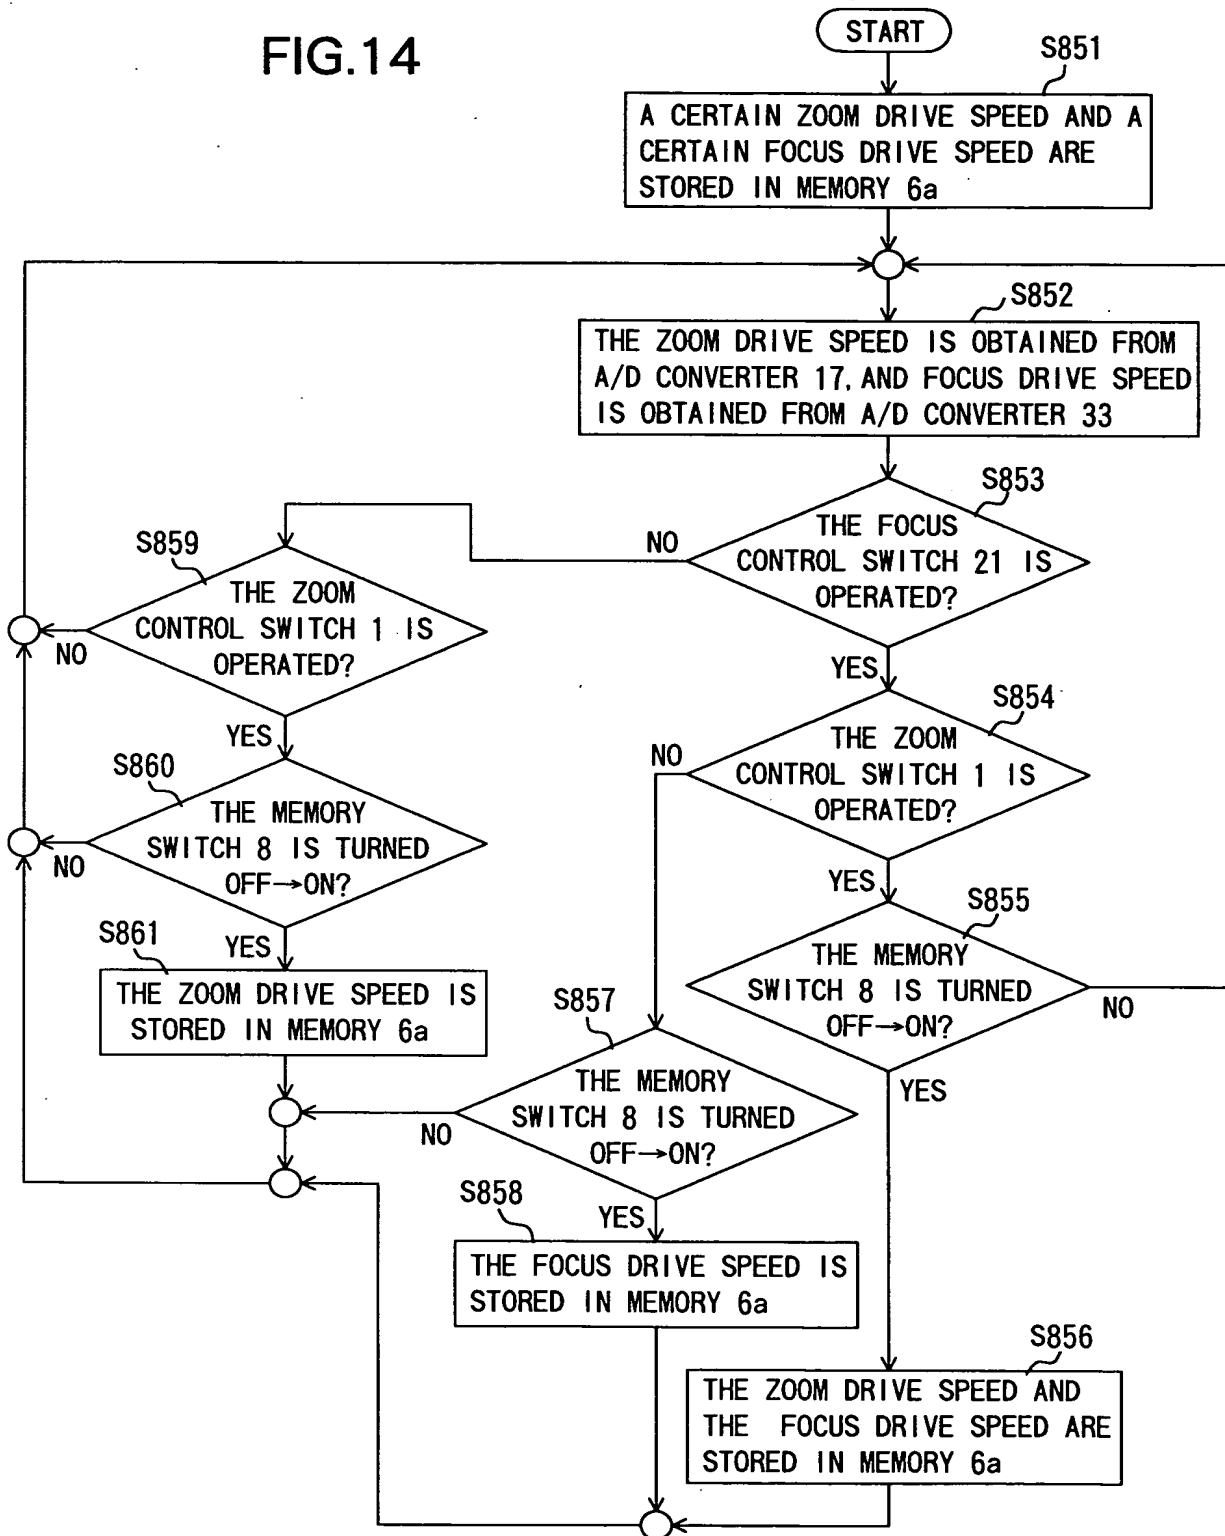 FIG.14
START
S851
A CERTAIN ZOOM DRIVE SPEED AND A
CERTAIN FOCUS DRIVE SPEED ARE
STORED IN MEMORY 6a
S852
THE ZOOM DRIVE SPEED IS OBTAINED FROM
A/D CONVERTER 17, AND FOCUS DRIVE SPEED
IS OBTAINED FROM A/D CONVERTER 33
S853
THE FOCUS
CONTROL SWITCH 21 IS
OPERATED?
NO
YES
S859
THE ZOOM
CONTROL SWITCH 1 IS
OPERATED?
NO
YES
S854
THE ZOOM
CONTROL SWITCH 1 IS
OPERATED?
NO
YES
S860
THE MEMORY
SWITCH 8 IS TURNED
OFF→ON?
NO
YES
S855
THE MEMORY
SWITCH 8 IS TURNED
OFF→ON?
NO
YES
S861
THE ZOOM DRIVE SPEED IS
STORED IN MEMORY 6a
S857
THE MEMORY
SWITCH 8 IS TURNED
OFF→ON?
NO
YES
S858
THE FOCUS DRIVE SPEED IS
STORED IN MEMORY 6a
S856
THE ZOOM DRIVE SPEED AND
THE FOCUS DRIVE SPEED ARE
STORED IN MEMORY 6a